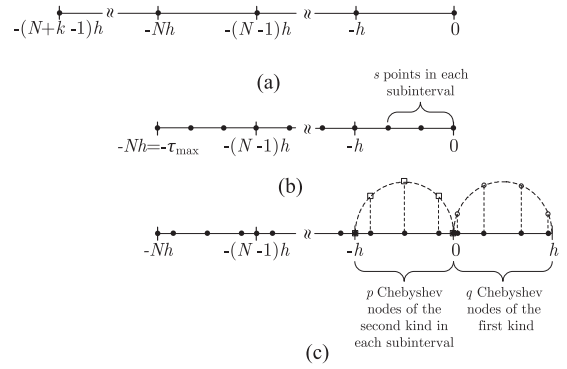 -(N+k -1)h -Nh -(N -1)h -h 0
(a)
s points in each
subinterval
-Nh=-τmax -(N -1)h -h 0
(b)
-Nh -(N -1)h -h 0 h
p Chebyshev
nodes of the
second kind in
each subinterval
q Chebyshev
nodes of
the first kind
(c)